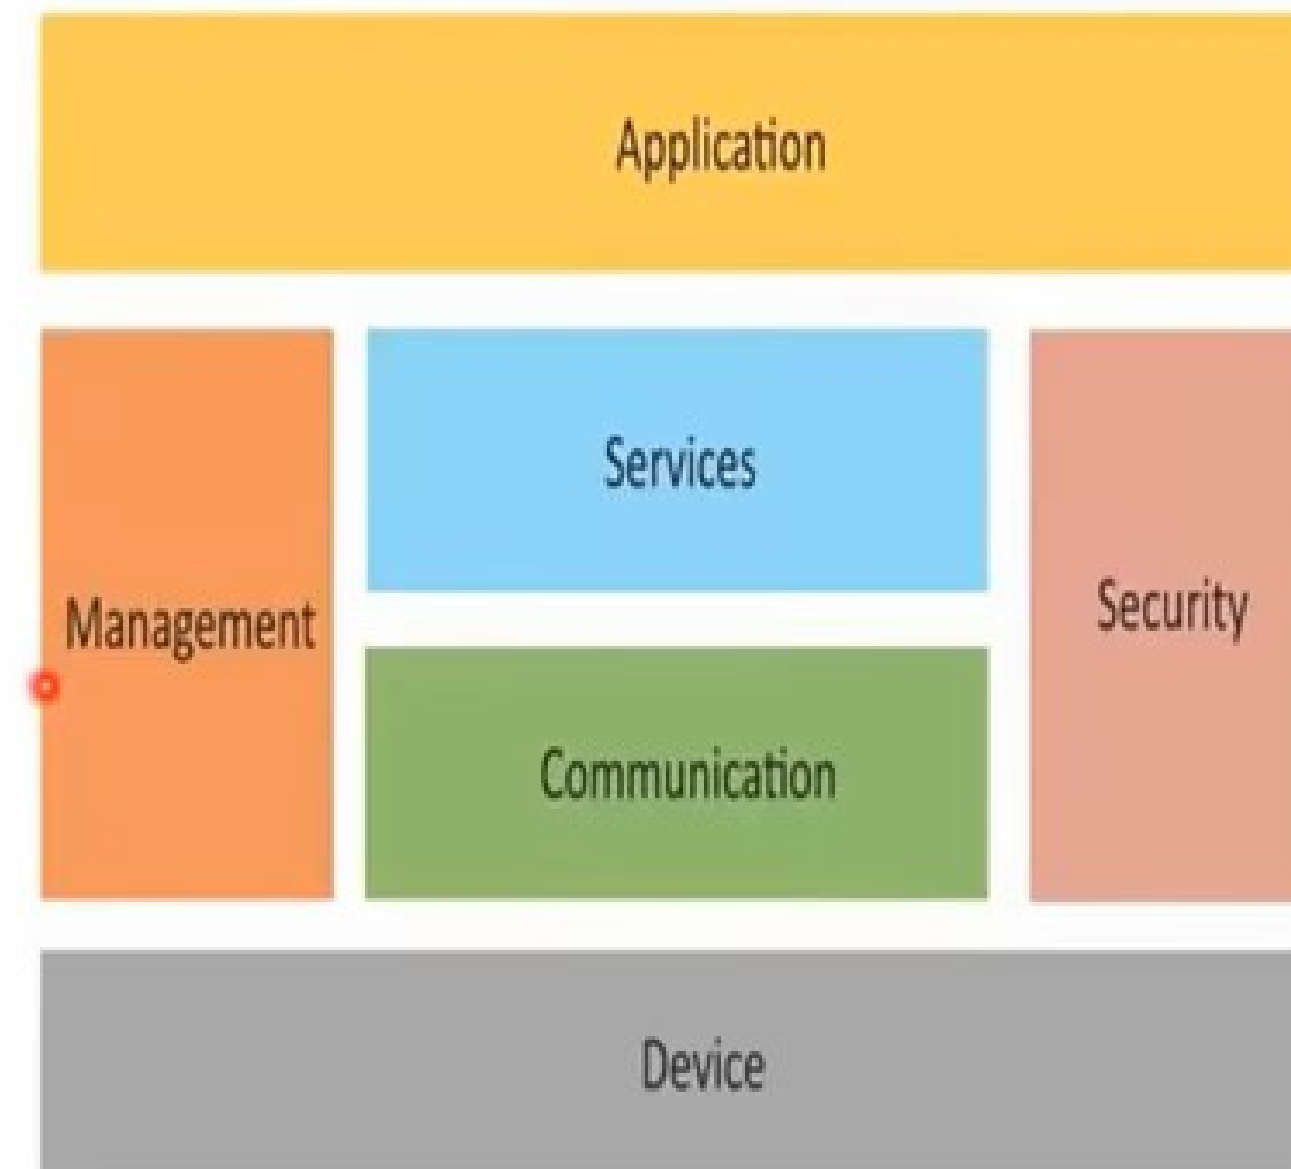 Application
Services
Management
Security
Communication
Device